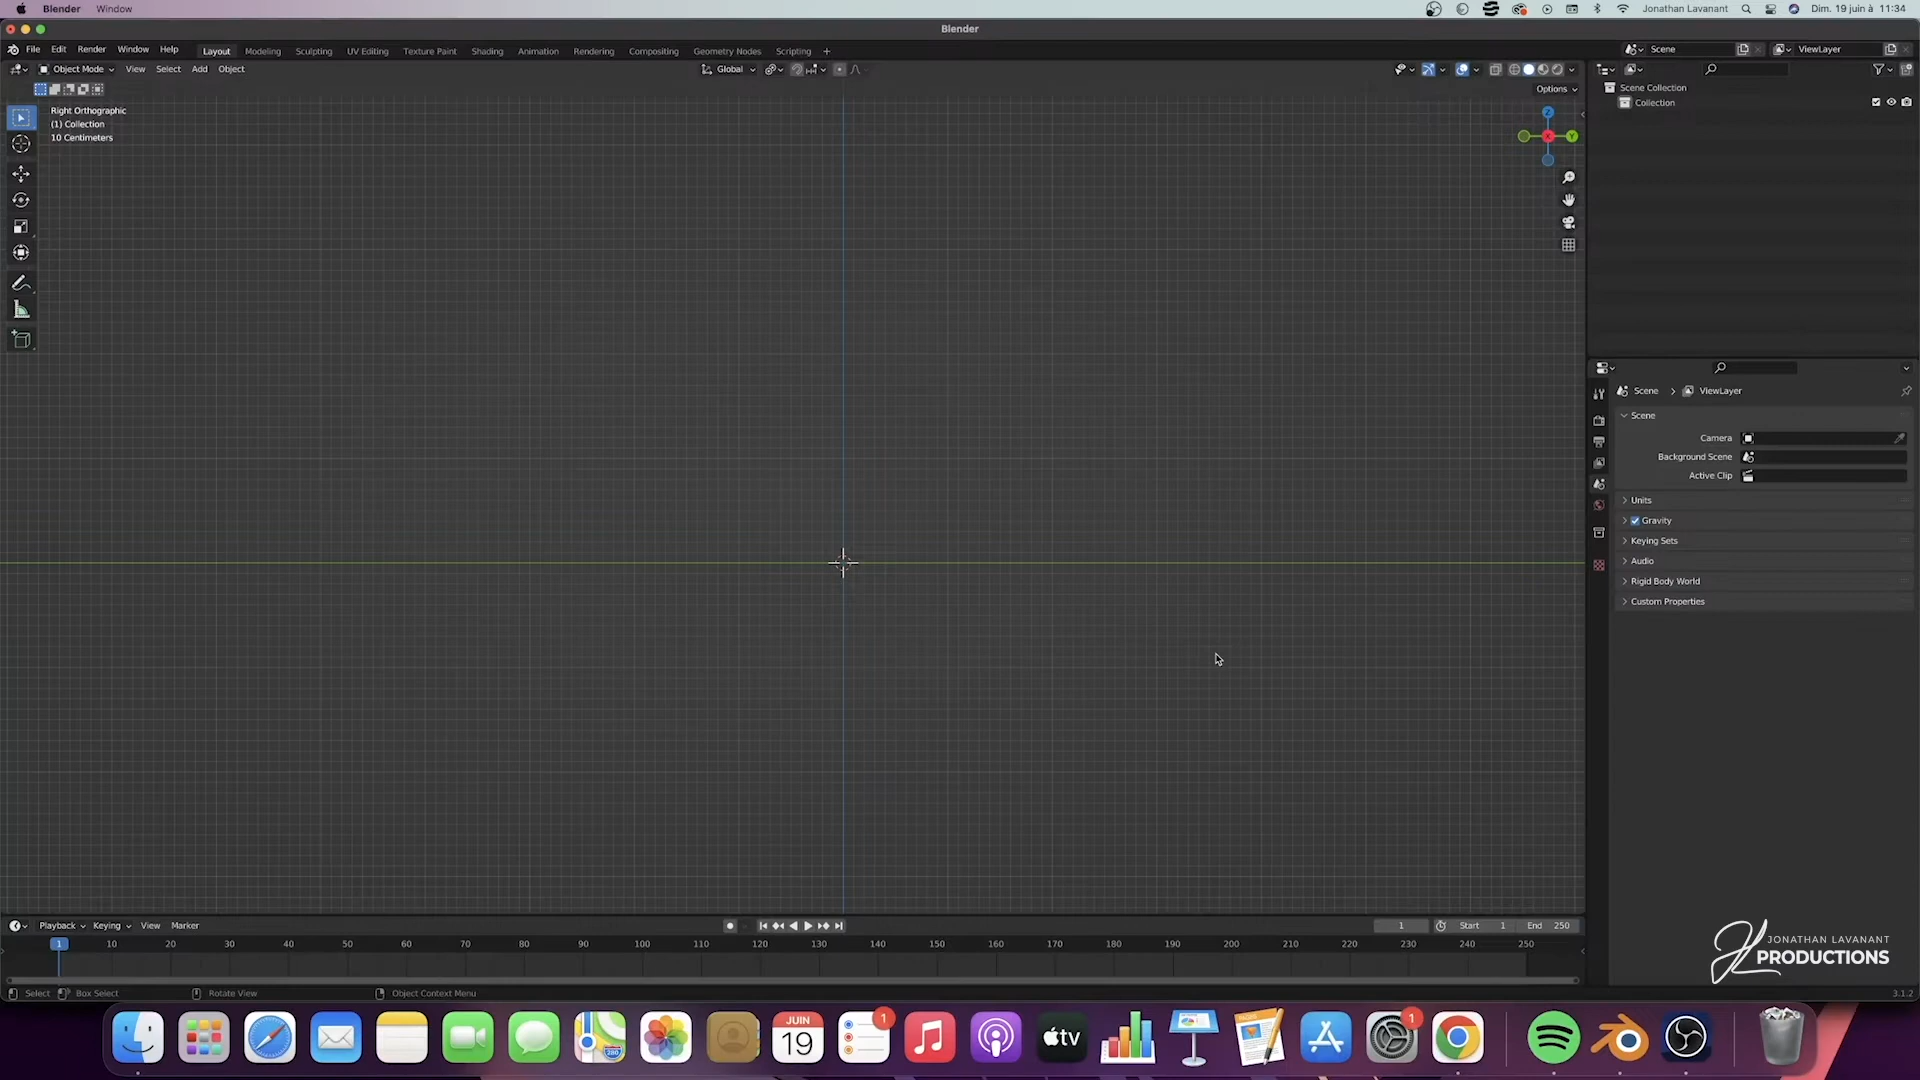 Blender Window Jonathan Lavanant Dim. 19 juin à 11:34
Blender
File Edit Render Window Help Layout Modeling Sculpting UV Editing Texture Paint Shading Animation Rendering Compositing Geometry Nodes Scripting + Scene ViewLayer
Object Mode View Select Add Object Global
Options
Scene Collection
Collection
Right Orthographic
(1) Collection
10 Centimeters
Z
X
Y
Scene > ViewLayer
Scene
Camera
Background Scene
Active Clip
Units
Gravity
Keying Sets
Audio
Rigid Body World
Custom Properties
Playback Keying View Marker 1 Start 1 End 250
1 10 20 30 40 50 60 70 80 90 100 110 120 130 140 150 160 170 180 190 200 210 220 230 240 250
JONATHAN LAVANANT
JL PRODUCTIONS
Select Box Select Rotate View Object Context Menu 3.1.2
JUIN
19
1
tv
PAGES
1
280